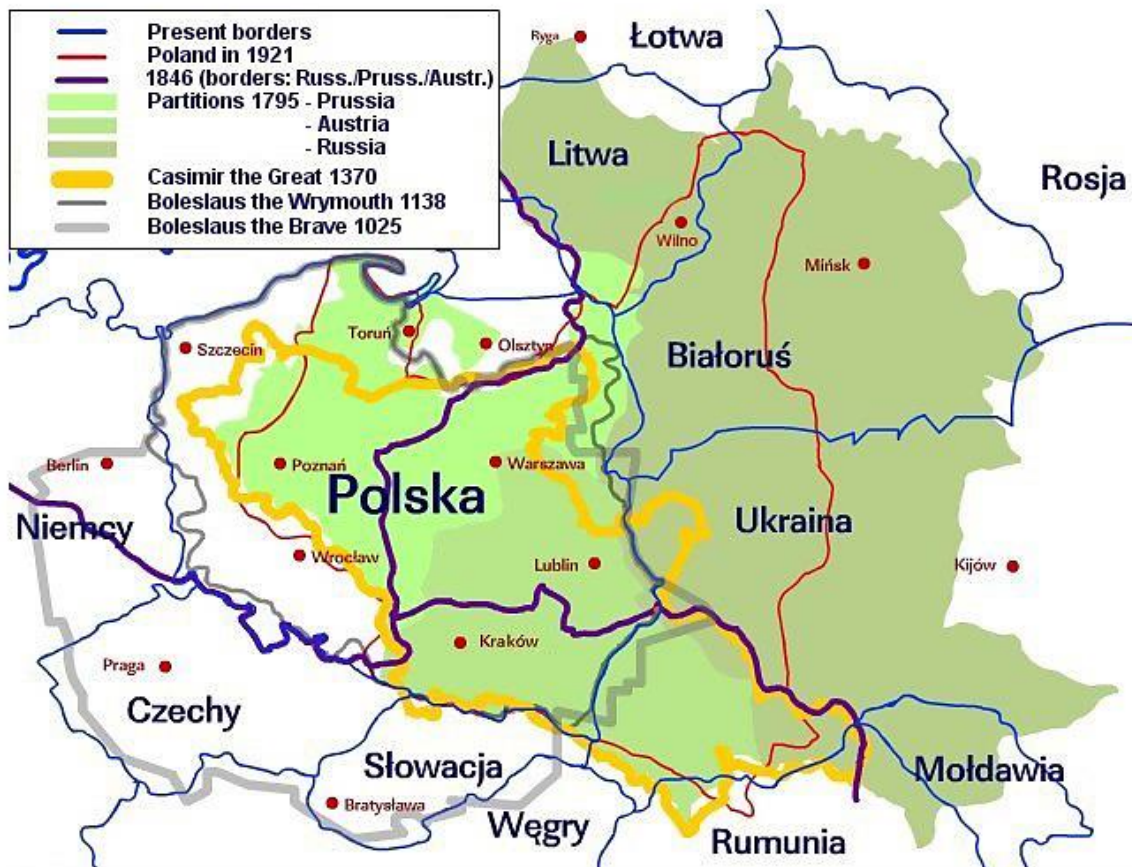 Present borders
Poland in 1921
1846 (borders: Russ./Pruss./Austr.)
Partitions 1795 - Prussia
- Austria
- Russia
Casimir the Great 1370
Boleslaus the Wrymouth 1138
Boleslaus the Brave 1025
Ryga
Łotwa
Litwa
Rosja
Wilno
Mińsk
Toruń
Olsztyn
Szczecin
Białoruś
Berlin
Poznań
Warszawa
Polska
Niemcy
Ukraina
Wrocław
Lublin
Kijów
Kraków
Praga
Czechy
Słowacja
Mołdawia
Bratysława
Węgry
Rumunia